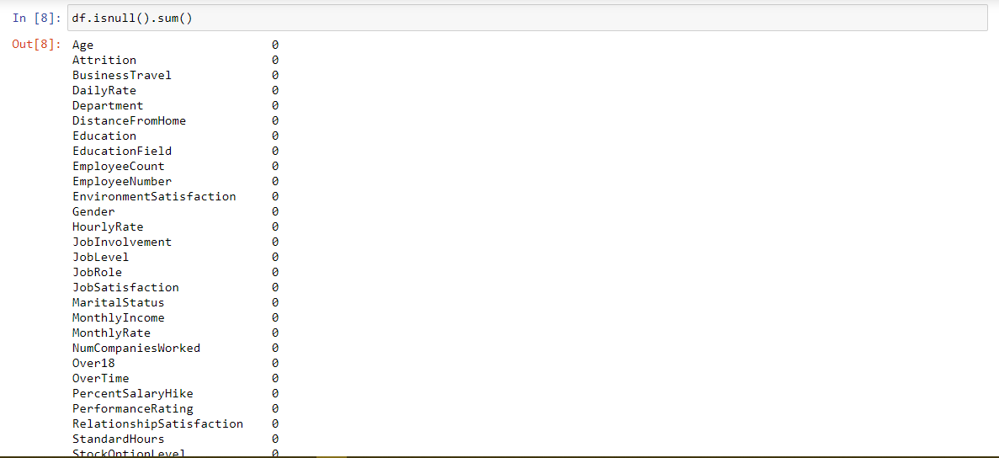 In [8]: df.isnull().sum()
Out[8]: Age 0
Attrition 0
BusinessTravel 0
DailyRate 0
Department 0
DistanceFromHome 0
Education 0
EducationField 0
EmployeeCount 0
EmployeeNumber 0
EnvironmentSatisfaction 0
Gender 0
HourlyRate 0
JobInvolvement 0
JobLevel 0
JobRole 0
JobSatisfaction 0
MaritalStatus 0
MonthlyIncome 0
MonthlyRate 0
NumCompaniesWorked 0
Over18 0
OverTime 0
PercentSalaryHike 0
PerformanceRating 0
RelationshipSatisfaction 0
StandardHours 0
StockOptionLevel 0